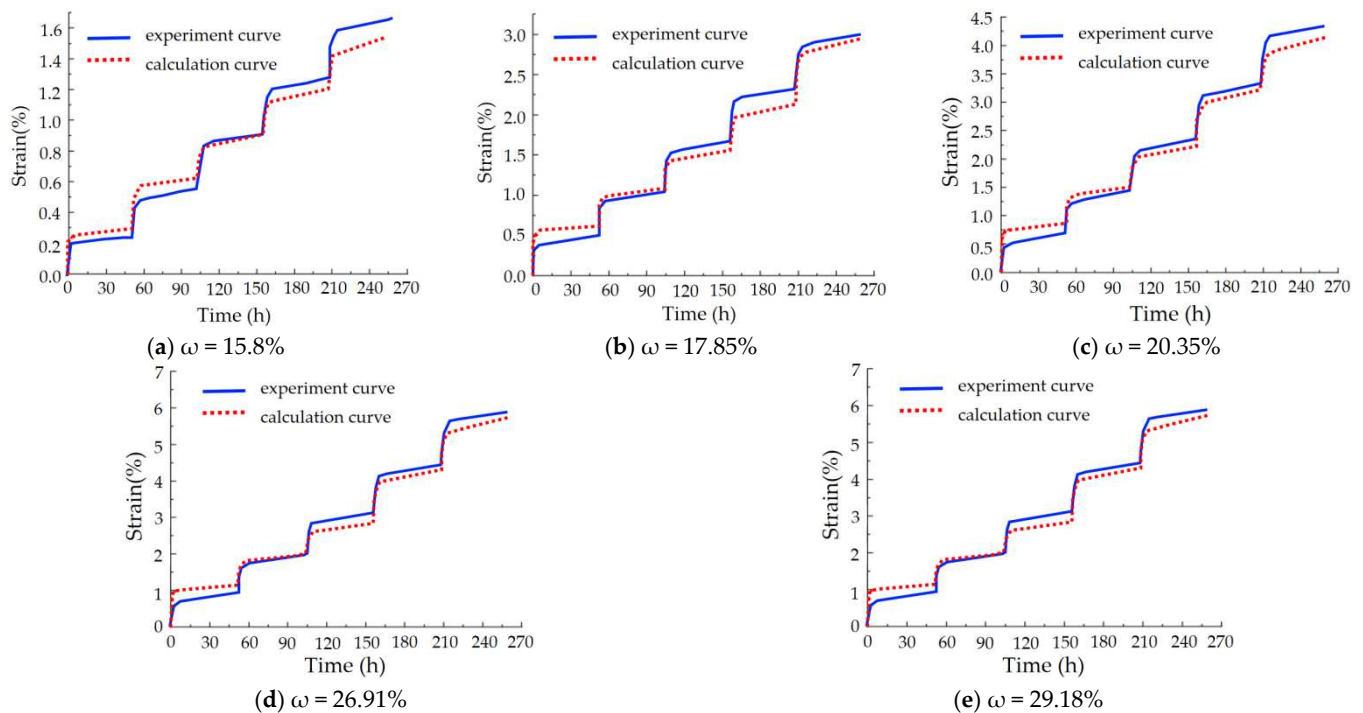 experiment curve
calculation curve
Strain(%)
1.6
1.4
1.2
1.0
0.8
0.6
0.4
0.2
0.0
0 30 60 90 120 150 180 210 240 270
Time (h)
(a) ω = 15.8%
experiment curve
calculation curve
Strain(%)
3.0
2.5
2.0
1.5
1.0
0.5
0.0
0 30 60 90 120 150 180 210 240 270
Time (h)
(b) ω = 17.85%
experiment curve
calculation curve
Strain(%)
4.5
4.0
3.5
3.0
2.5
2.0
1.5
1.0
0.5
0.0
0 30 60 90 120 150 180 210 240 270
Time (h)
(c) ω = 20.35%
experiment curve
calculation curve
Strain(%)
7
6
5
4
3
2
1
0
0 30 60 90 120 150 180 210 240 270
Time (h)
(d) ω = 26.91%
experiment curve
calculation curve
Strain(%)
7
6
5
4
3
2
1
0
0 30 60 90 120 150 180 210 240 270
Time (h)
(e) ω = 29.18%